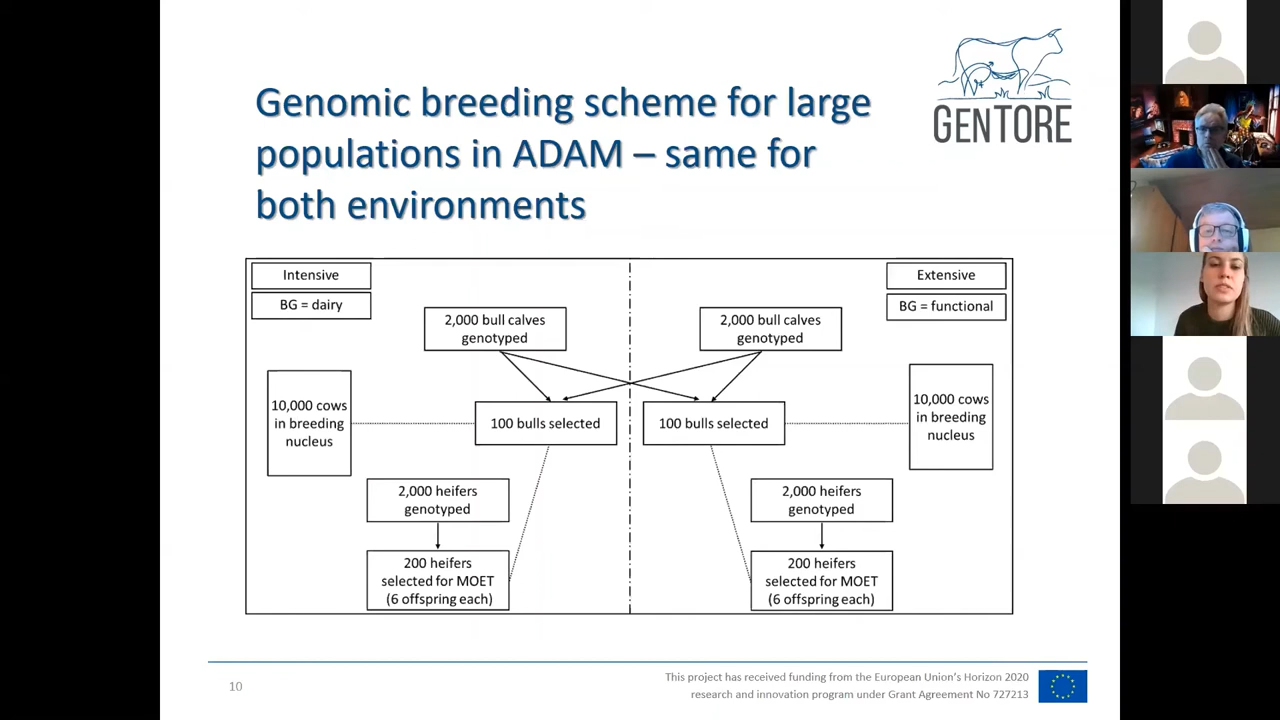 GENTORE
Genomic breeding scheme for large
populations in ADAM – same for
both environments
Intensive
BG = dairy
Extensive
BG = functional
2,000 bull calves
genotyped
2,000 bull calves
genotyped
10,000 cows
in breeding
nucleus
100 bulls selected
100 bulls selected
10,000 cows
in breeding
nucleus
2,000 heifers
genotyped
2,000 heifers
genotyped
200 heifers
selected for MOET
(6 offspring each)
200 heifers
selected for MOET
(6 offspring each)
10
This project has received funding from the European Union's Horizon 2020
research and innovation program under Grant Agreement No 727213